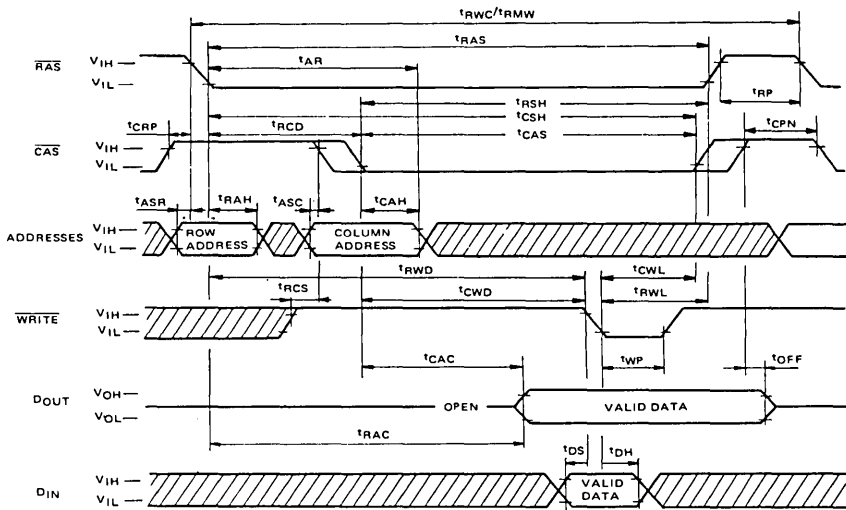 tRWC/tRMW
tRAS
tAR
RAS
VIH
VIL
tRP
tRSH
tCSH
tCRP
tRCD
tCAS
tCPN
CAS
VIH
VIL
tASR
tRAH
tASC
tCAH
ADDRESSES
VIH
VIL
ROW
ADDRESS
COLUMN
ADDRESS
tRWD
tCWL
tRCS
tCWD
tRWL
WRITE
VIH
VIL
tCAC
tWP
tOFF
DOUT
VOH
VOL
OPEN
VALID DATA
tRAC
tDS
tDH
DIN
VIH
VIL
VALID
DATA